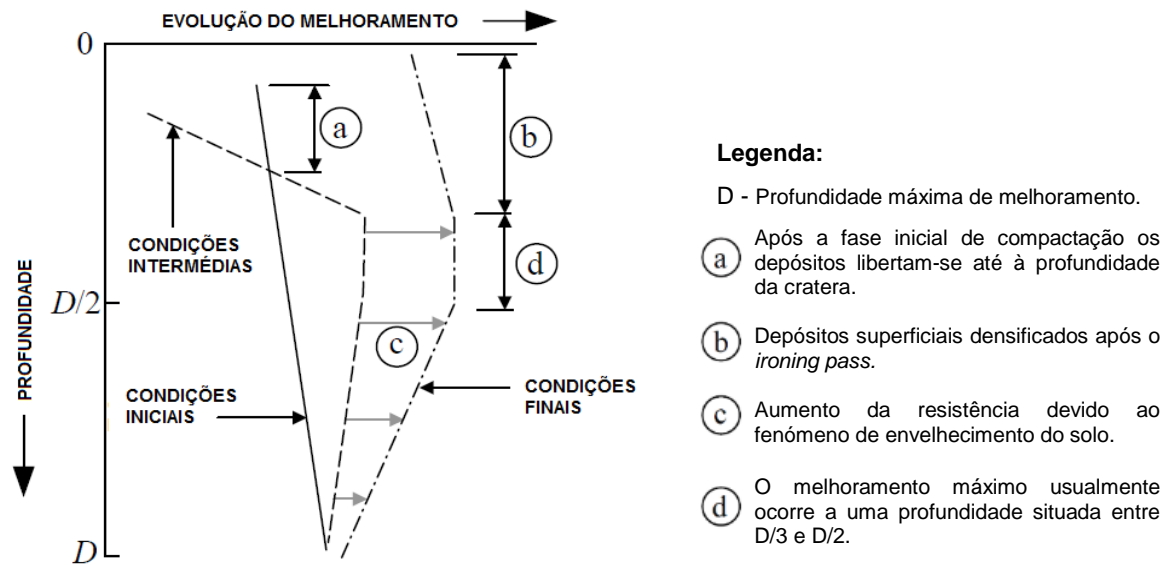 EVOLUÇÃO DO MELHORAMENTO
0
a
b
CONDIÇÕES
INTERMÉDIAS
d
PROFUNDIDADE
D/2
c
CONDIÇÕES
INICIAIS
CONDIÇÕES
FINAIS
D
Legenda:
D - Profundidade máxima de melhoramento.
a Após a fase inicial de compactação os
depósitos libertam-se até à profundidade
da cratera.
b Depósitos superficiais densificados após o
ironing pass.
c Aumento da resistência devido ao
fenómeno de envelhecimento do solo.
d O melhoramento máximo usualmente
ocorre a uma profundidade situada entre
D/3 e D/2.